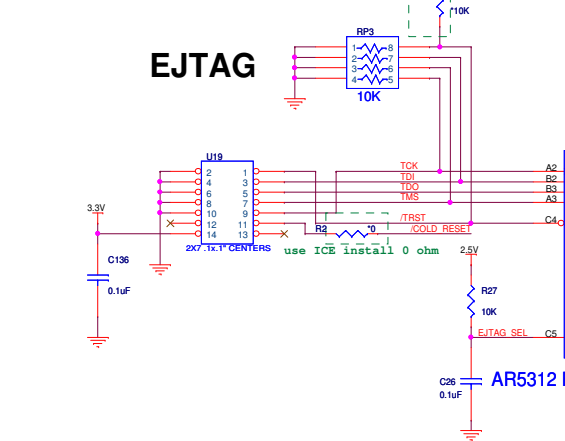 *10K
RP3
EJTAG
1 8
2 7
3 6
4 5
10K
U19
2 1
4 3
6 5
8 7
10 9
12 11
14 13
2X7 .1x.1" CENTERS
TCK
TDI
TDO
TMS
/TRST
/COLD_RESET
A2
B2
B3
A3
C4
R2 *0
use ICE install 0 ohm
3.3V
C136
0.1uF
2.5V
R27
10K
EJTAG_SEL
C5
C26
0.1uF
AR5312